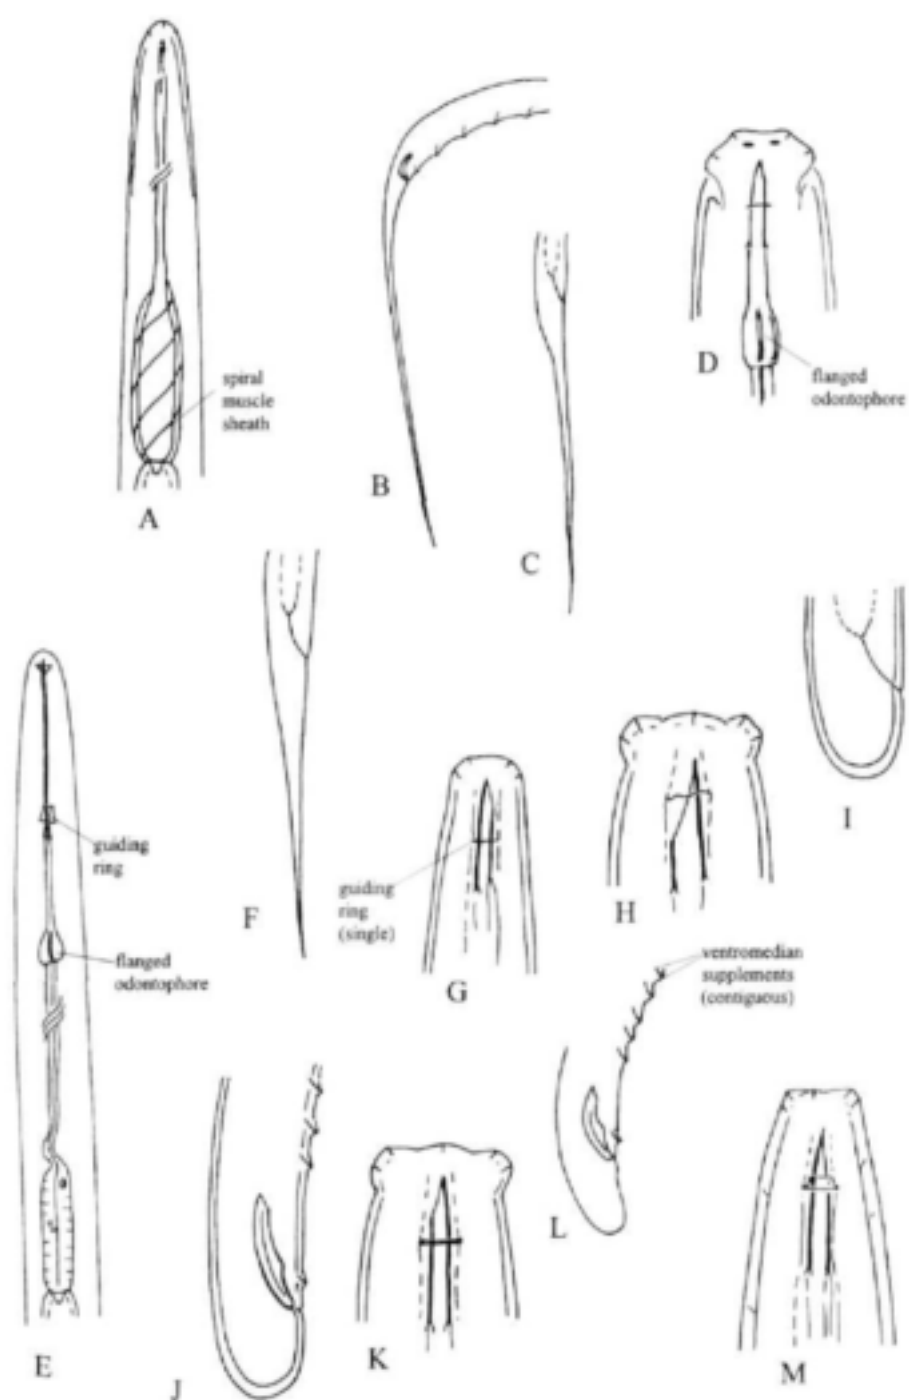 spiral
muscle
sheath
A
B
C
D
flanged
odontophore
guiding
ring
flanged
odontophore
E
F
guiding
ring
(single)
G
H
I
ventromedian
supplements
(contiguous)
J
K
L
M